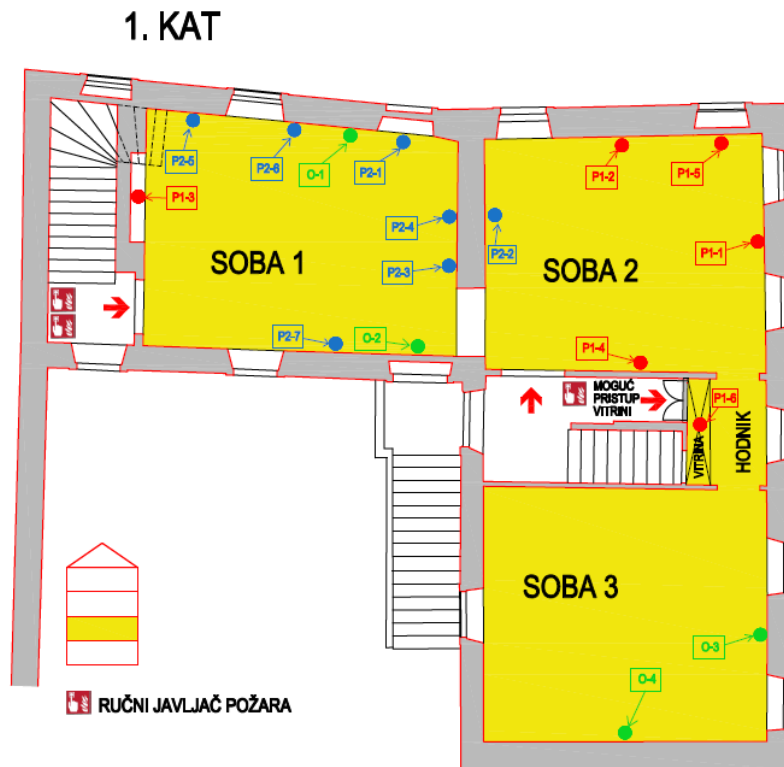 1. KAT
P2-5
P2-6
O-1
P2-1
P1-2
P1-5
P1-3
P2-4
P2-2
P1-1
SOBA 1
P2-3
SOBA 2
P2-7
O-2
P1-4
MOGUĆ
PRISTUP
VITRINI
P1-6
VITRINA
HODNIK
SOBA 3
O-3
O-4
RUČNI JAVLJAČ POŽARA